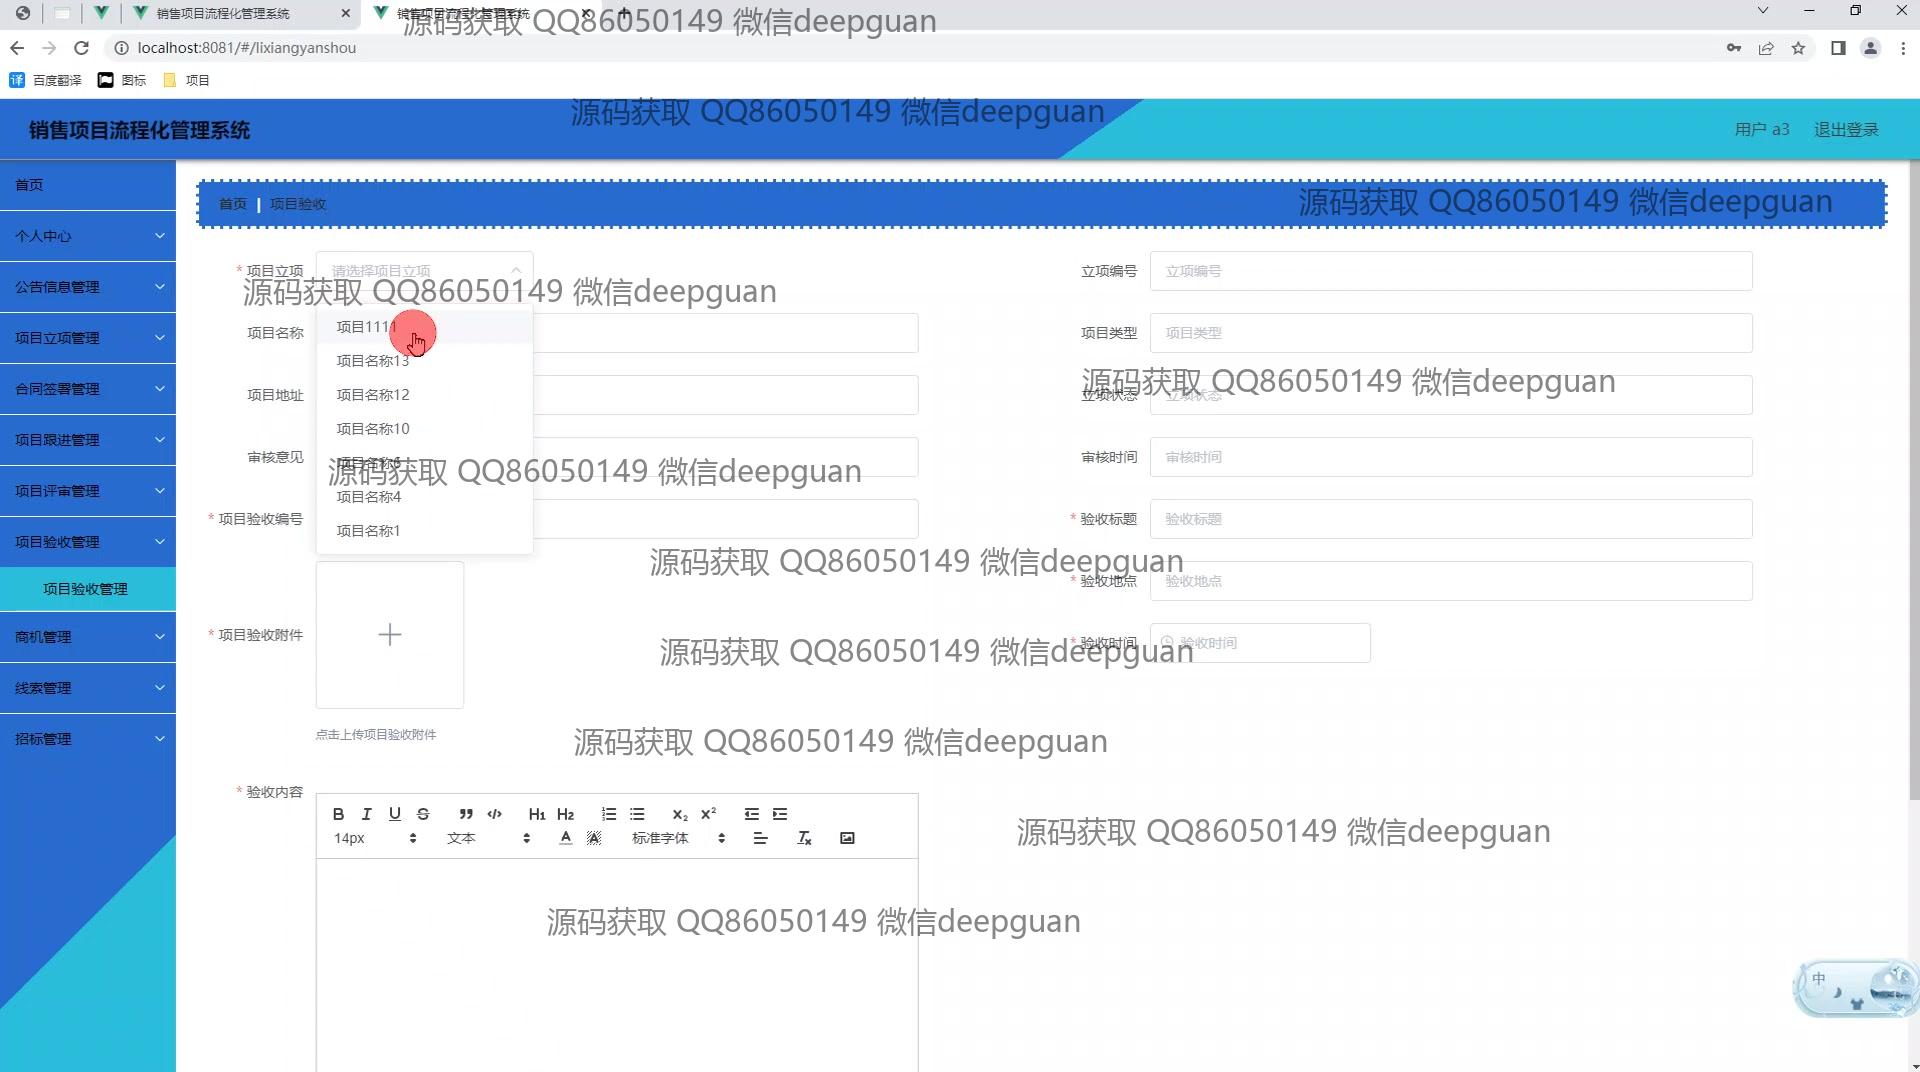 销售项目流程化管理系统
销售项目流程化管理系统
源码获取 QQ86050149 微信deepguan
localhost:8081/#/lixiangyanshou
百度翻译
图标
项目
源码获取 QQ86050149 微信deepguan
销售项目流程化管理系统
用户 a3
退出登录
首页
个人中心
公告信息管理
项目立项管理
合同签署管理
项目跟进管理
项目评审管理
项目验收管理
项目验收管理
商机管理
线索管理
招标管理
首页
项目验收
源码获取 QQ86050149 微信deepguan
* 项目立项
请选择项目立项
立项编号
立项编号
源码获取 QQ86050149 微信deepguan
项目1111
项目名称13
项目名称12
项目名称10
项目名称6
项目名称4
项目名称1
项目名称
项目类型
项目类型
源码获取 QQ86050149 微信deepguan
项目地址
立项状态
立项状态
审核意见
审核时间
审核时间
源码获取 QQ86050149 微信deepguan
* 项目验收编号
* 验收标题
验收标题
源码获取 QQ86050149 微信deepguan
* 验收地点
验收地点
* 项目验收附件
点击上传项目验收附件
* 验收时间
验收时间
源码获取 QQ86050149 微信deepguan
源码获取 QQ86050149 微信deepguan
* 验收内容
B I U S
H1 H2
X2 X2
14px
文本
标准字体
源码获取 QQ86050149 微信deepguan
源码获取 QQ86050149 微信deepguan
中